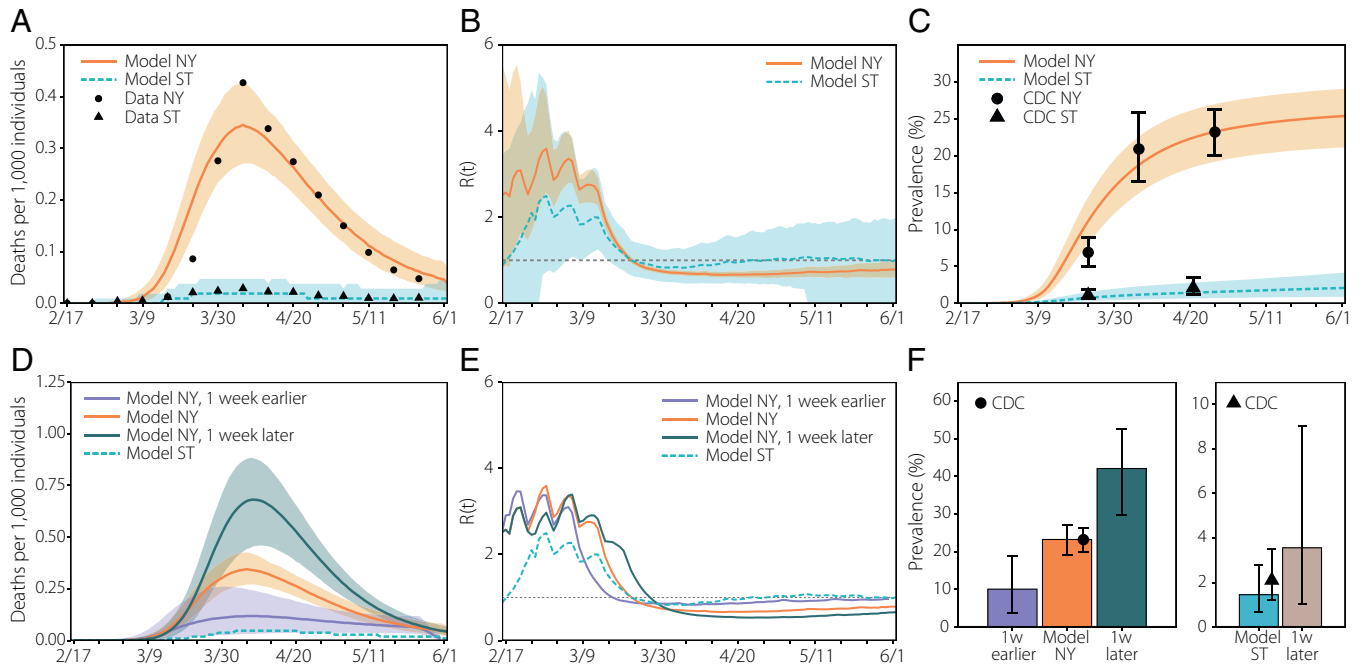 A
Deaths per 1,000 individuals
0.5
0.4
0.3
0.2
0.1
0.0
Model NY
Model ST
Data NY
Data ST
2/17
3/9
3/30
4/20
5/11
6/1
B
R(t)
6
4
2
0
Model NY
Model ST
2/17
3/9
3/30
4/20
5/11
6/1
C
Prevalence (%)
30
25
20
15
10
5
0
Model NY
Model ST
CDC NY
CDC ST
2/17
3/9
3/30
4/20
5/11
6/1
D
Deaths per 1,000 individuals
1.25
1.00
0.75
0.50
0.25
0.00
Model NY, 1 week earlier
Model NY
Model NY, 1 week later
Model ST
2/17
3/9
3/30
4/20
5/11
6/1
E
R(t)
6
4
2
0
Model NY, 1 week earlier
Model NY
Model NY, 1 week later
Model ST
2/17
3/9
3/30
4/20
5/11
6/1
F
Prevalence (%)
60
50
40
30
20
10
0
CDC
1w
earlier
Model
NY
1w
later
10
8
6
4
2
0
CDC
Model
ST
1w
later